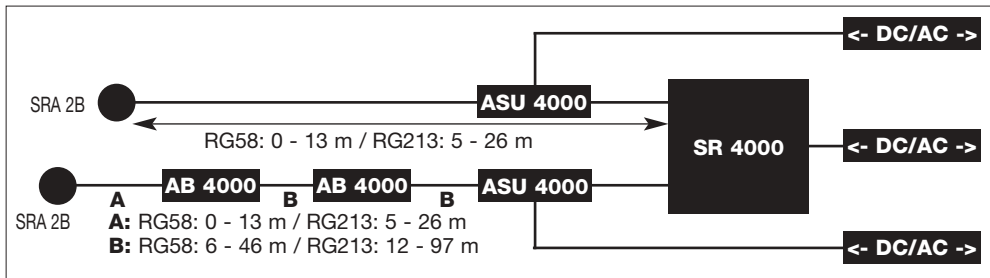 <- DC/AC ->
SRA 2B
ASU 4000
RG58: 0 - 13 m / RG213: 5 - 26 m
SR 4000
<- DC/AC ->
SRA 2B
A
AB 4000
B
AB 4000
B
ASU 4000
A: RG58: 0 - 13 m / RG213: 5 - 26 m
B: RG58: 6 - 46 m / RG213: 12 - 97 m
<- DC/AC ->